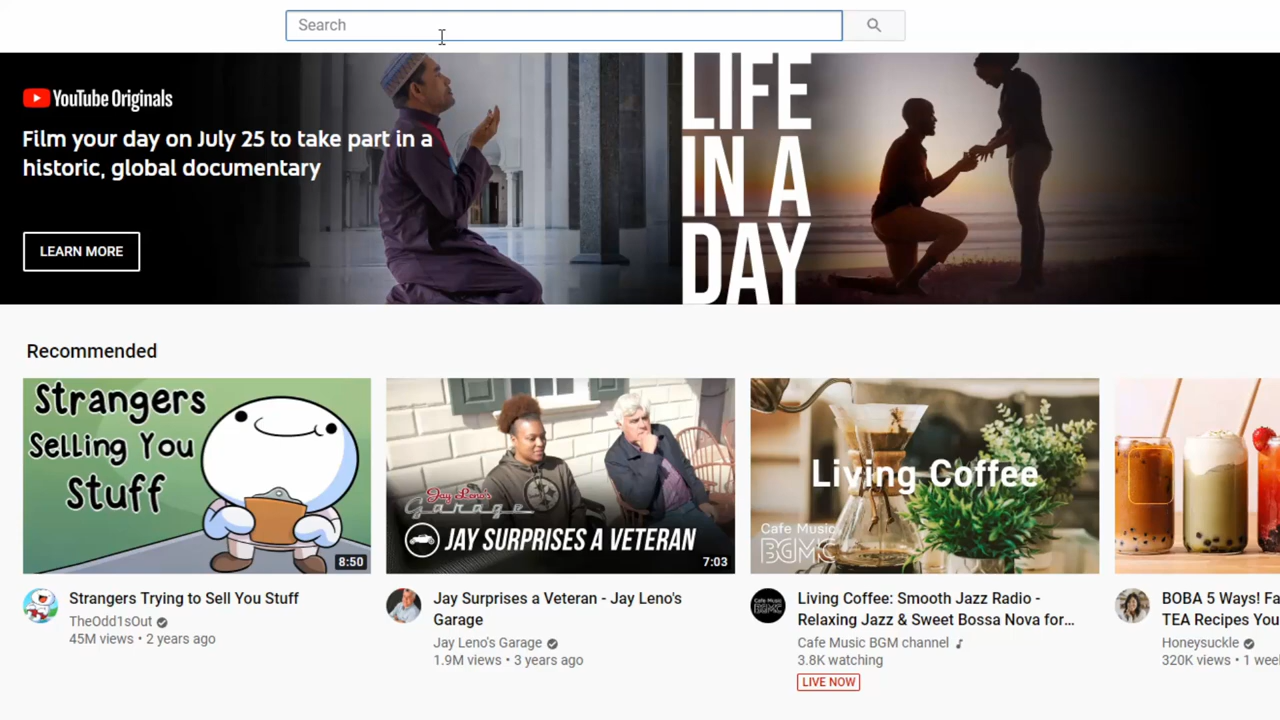 Search
YouTube Originals
Film your day on July 25 to take part in a
historic, global documentary
LEARN MORE
LIFE
IN A
DAY
Recommended
Strangers
Selling You
Stuff
8:50
Strangers Trying to Sell You Stuff
TheOdd1sOut
45M views • 2 years ago
Jay Leno's
Garage
JAY SURPRISES A VETERAN
7:03
Jay Surprises a Veteran - Jay Leno's
Garage
Jay Leno's Garage
1.9M views • 3 years ago
Living Coffee
Cafe Music
BGMC
Living Coffee: Smooth Jazz Radio -
Relaxing Jazz & Sweet Bossa Nova for...
Cafe Music BGM channel
3.8K watching
LIVE NOW
BOBA 5 Ways! Fa
TEA Recipes You
Honeysuckle
320K views • 1 wee